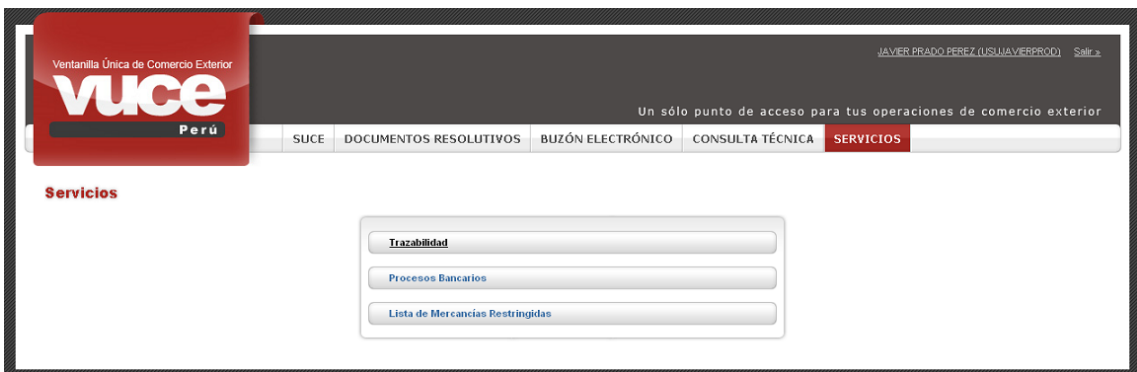 JAVIER PRADO PEREZ (USUJAVIERPROD) Salir »
Ventanilla Única de Comercio Exterior
vuce
Perú
Un sólo punto de acceso para tus operaciones de comercio exterior
SUCE DOCUMENTOS RESOLUTIVOS BUZÓN ELECTRÓNICO CONSULTA TÉCNICA SERVICIOS
Servicios
Trazabilidad
Procesos Bancarios
Lista de Mercancías Restringidas